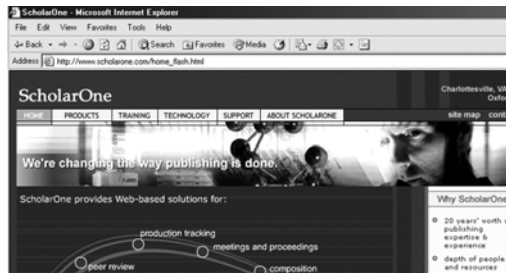 ScholarOne - Microsoft Internet Explorer
File Edit View Favorites Tools Help
Back Search Favorites Media
Address http://www.scholarone.com/home_flash.html
Charlottesville, VA
ScholarOne
HOME PRODUCTS TRAINING TECHNOLOGY SUPPORT ABOUT SCHOLARONE site map
We're changing the way publishing is done.
ScholarOne provides Web-based solutions for:
Why ScholarOne
production tracking
20 years' worth
publishing
meetings and proceedings
expertise &
experience
peer review
composition
depth of people
and resources